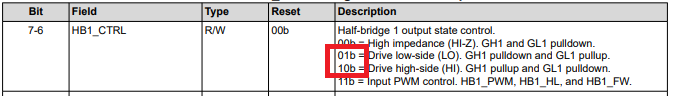 Bit Field Type Reset Description
7-6 HB1_CTRL R/W 00b Half-bridge 1 output state control.
00b = High impedance (HI-Z). GH1 and GL1 pulldown.
01b = Drive low-side (LO). GH1 pulldown and GL1 pullup.
10b = Drive high-side (HI). GH1 pullup and GL1 pulldown.
11b = Input PWM control. HB1_PWM, HB1_HL, and HB1_FW.